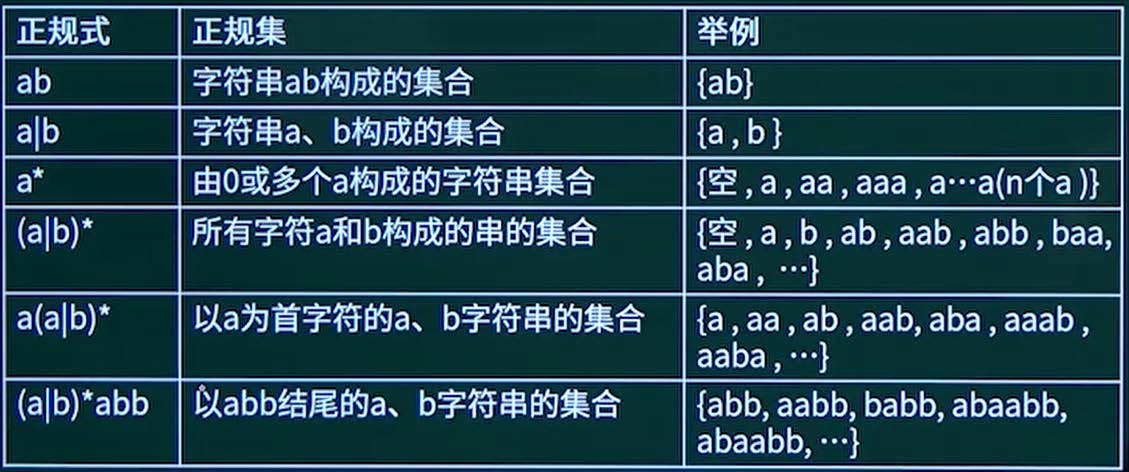 正规式 正规集 举例
ab 字符串ab构成的集合 {ab}
a|b 字符串a、b构成的集合 {a , b }
a* 由0或多个a构成的字符串集合 {空 , a , aa , aaa , a…a(n个a )}
(a|b)* 所有字符a和b构成的串的集合 {空 , a , b , ab , aab , abb , baa,
aba , …}
a(a|b)* 以a为首字符的a、b字符串的集合 {a , aa , ab , aab, aba , aaab ,
aaba , …}
(a|b)*abb 以abb结尾的a、b字符串的集合 {abb, aabb, babb, abaabb,
abaabb, …}